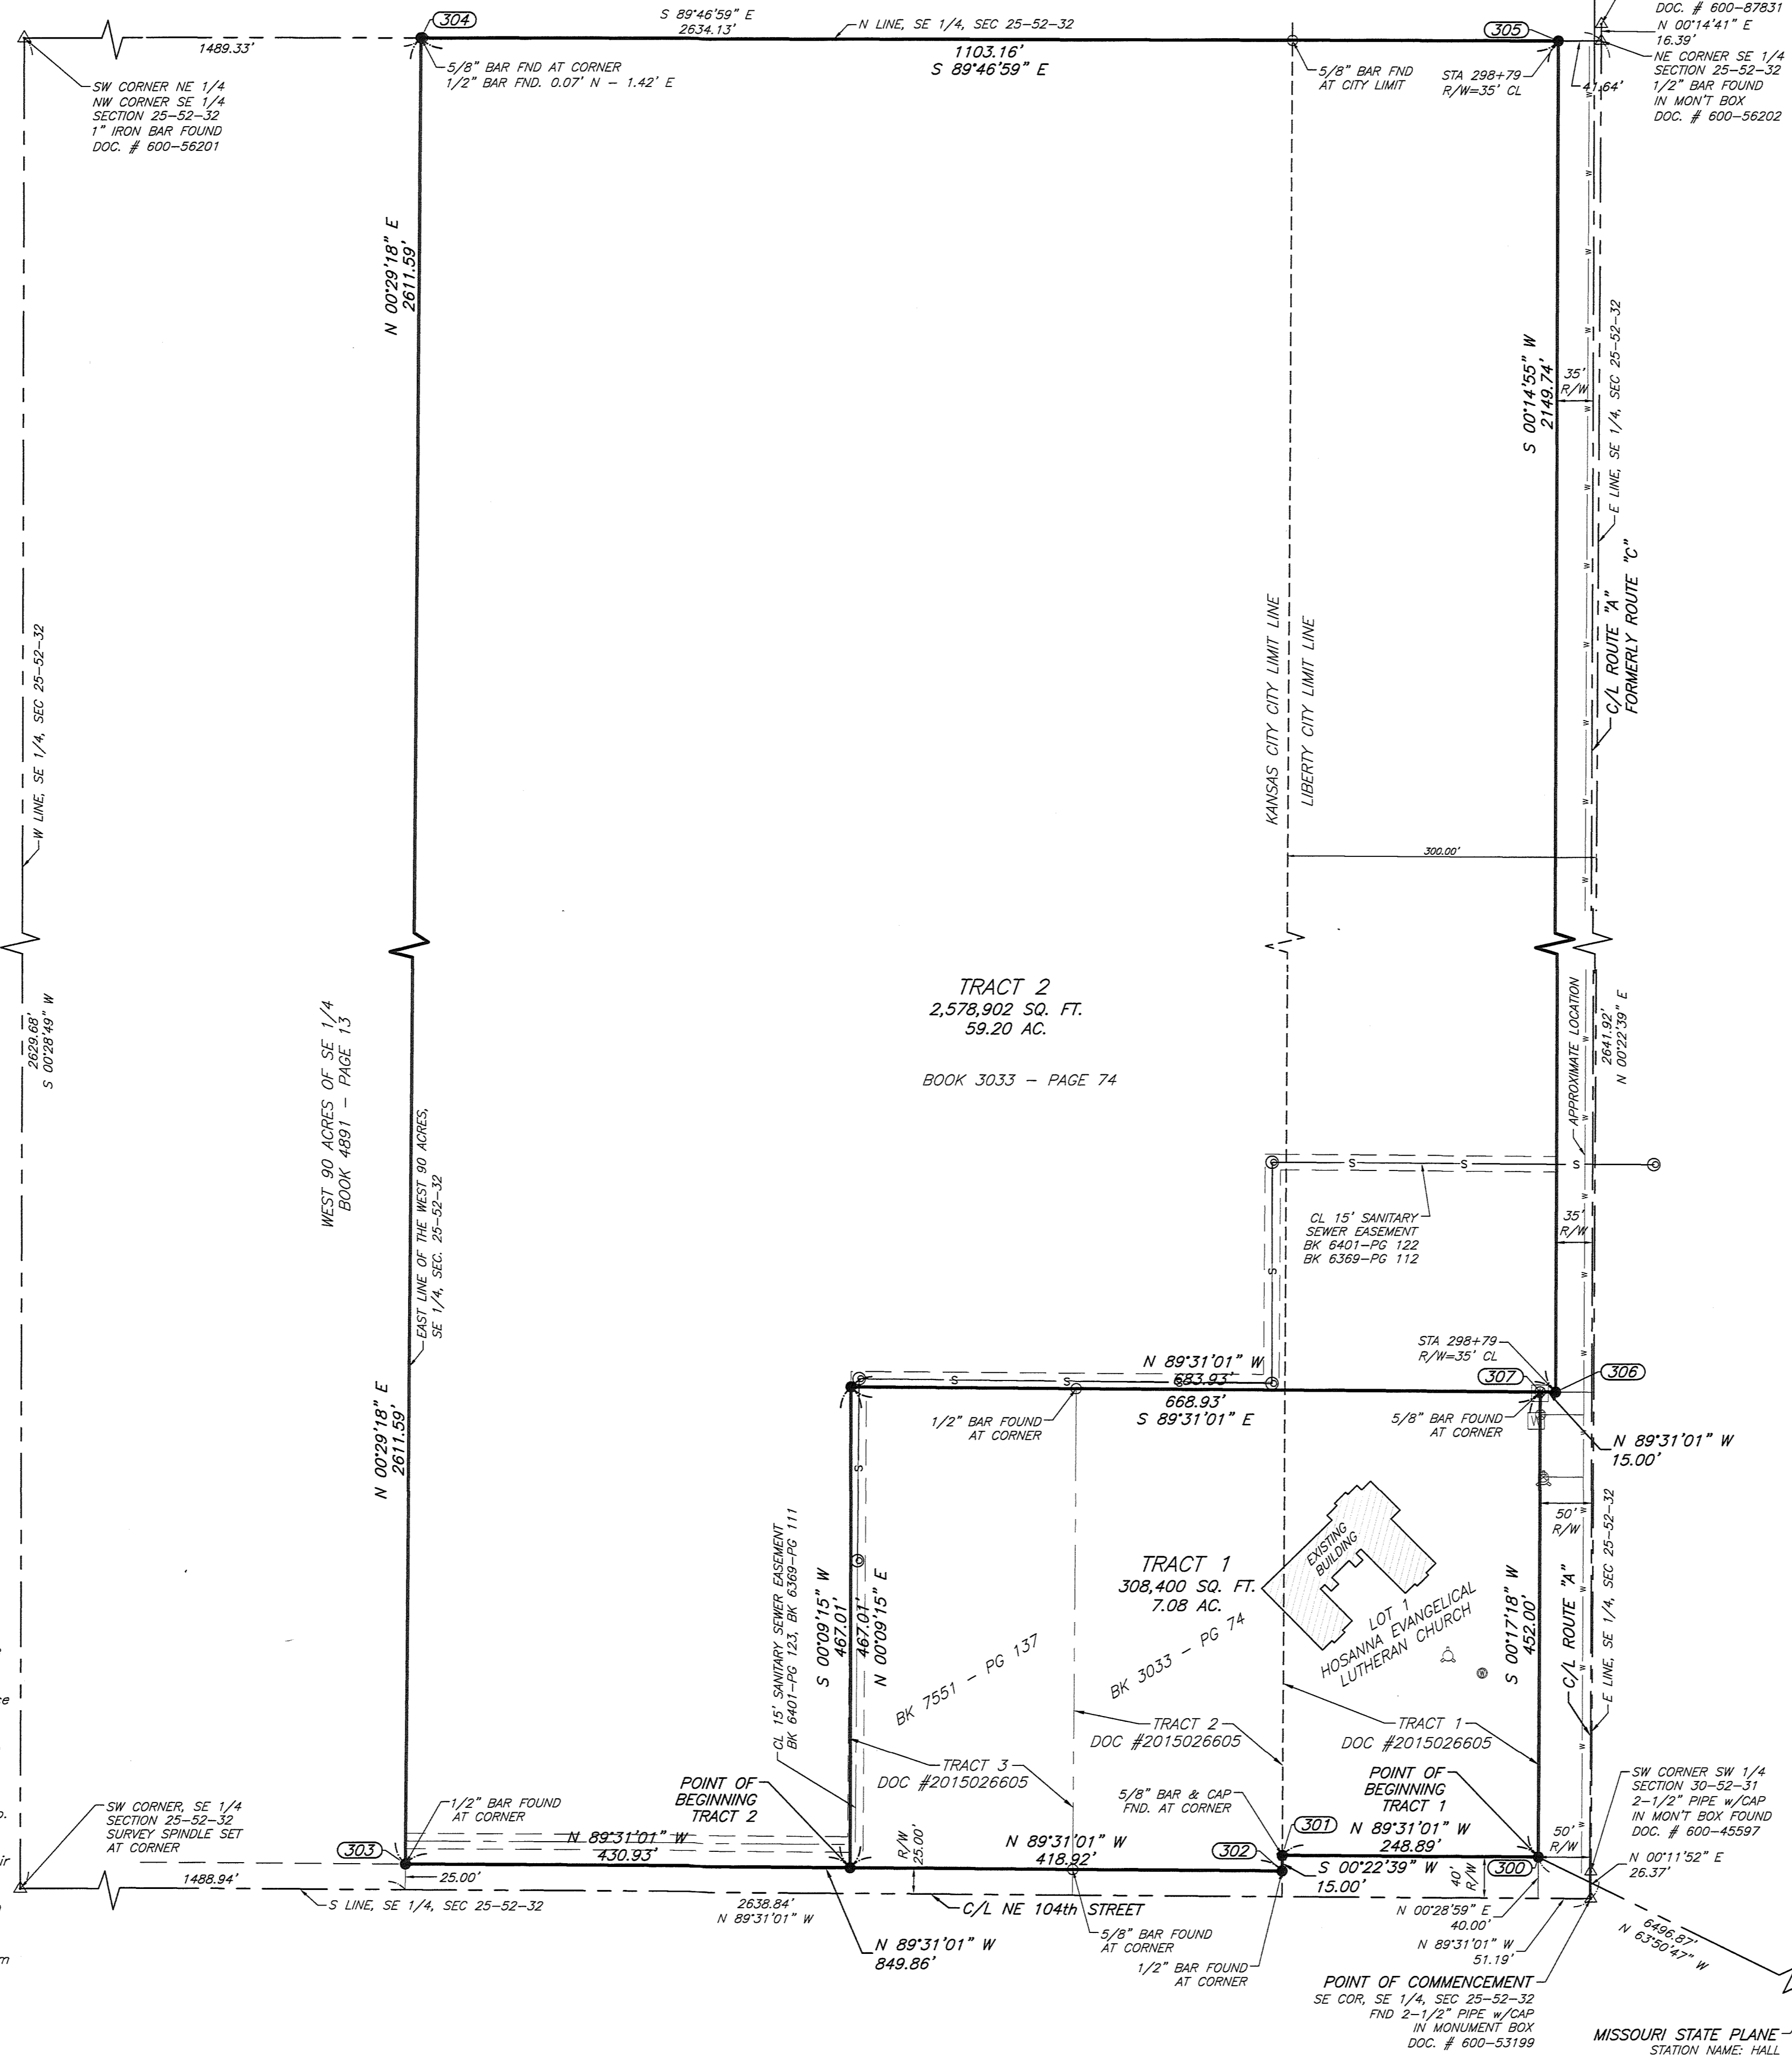 304
S 89°46'59" E
2634.13'
N LINE, SE 1/4, SEC 25-52-32
1489.33'
1103.16'
S 89°46'59" E
305
DOC. # 600-87831
N 00°14'41" E
16.39'
NE CORNER SE 1/4
SECTION 25-52-32
1/2" BAR FOUND
IN MON'T BOX
DOC. # 600-56202
41.64'
SW CORNER NE 1/4
NW CORNER SE 1/4
SECTION 25-52-32
1" IRON BAR FOUND
DOC. # 600-56201
5/8" BAR FND AT CORNER
1/2" BAR FND. 0.07' N - 1.42' E
5/8" BAR FND
AT CITY LIMIT
STA 298+79
R/W=35' CL
N 00°29'18" E
2611.59'
S 00°14'55" W
2149.74'
35'
R/W
E LINE, SE 1/4, SEC 25-52-32
C/L ROUTE "A"
FORMERLY ROUTE "C"
KANSAS CITY CITY LIMIT LINE
LIBERTY CITY LIMIT LINE
W LINE, SE 1/4, SEC 25-52-32
300.00'
2629.68'
S 00°28'49" W
WEST 90 ACRES OF SE 1/4
BOOK 4891 - PAGE 13
EAST LINE OF THE WEST 90 ACRES,
SE 1/4, SEC. 25-52-32
TRACT 2
2,578,902 SQ. FT.
59.20 AC.
BOOK 3033 - PAGE 74
APPROXIMATE LOCATION
2641.92'
N 00°22'39" E
S
S
S
CL 15' SANITARY
SEWER EASEMENT
BK 6401-PG 122
BK 6369-PG 112
35'
R/W
S
STA 298+79
R/W=35' CL
306
307
N 89°31'01" W
683.93'
668.93'
S 89°31'01" E
S
S
S
1/2" BAR FOUND
AT CORNER
5/8" BAR FOUND
AT CORNER
W
N 89°31'01" W
15.00'
N 00°29'18" E
2611.59'
S
50'
R/W
CL 15' SANITARY SEWER EASEMENT
BK 6401-PG 123, BK 6369-PG 111
S 00°09'15" W
467.01'
467.01'
N 00°09'15" E
TRACT 1
308,400 SQ. FT.
7.08 AC.
EXISTING
BUILDING
LOT 1
HOSANNA EVANGELICAL
LUTHERAN CHURCH
BK 7551 - PG 137
BK 3033 - PG 74
S 00°17'18" W
452.00'
C/L ROUTE "A"
E LINE, SE 1/4, SEC 25-52-32
TRACT 2
DOC #2015026605
TRACT 1
DOC #2015026605
TRACT 3
DOC #2015026605
POINT OF
BEGINNING
TRACT 2
5/8" BAR & CAP
FND. AT CORNER
POINT OF
BEGINNING
TRACT 1
SW CORNER SW 1/4
SECTION 30-52-31
2-1/2" PIPE w/CAP
IN MON'T BOX FOUND
DOC. # 600-45597
SW CORNER, SE 1/4
SECTION 25-52-32
SURVEY SPINDLE SET
AT CORNER
1/2" BAR FOUND
AT CORNER
303
N 89°31'01" W
430.93'
R/W
25.00'
N 89°31'01" W
418.92'
301
302
N 89°31'01" W
248.89'
S 00°22'39" W
15.00'
300
40'
R/W
50'
R/W
N 00°11'52" E
26.37'
1488.94'
25.00'
S LINE, SE 1/4, SEC 25-52-32
2638.84'
N 89°31'01" W
C/L NE 104th STREET
N 00°28'59" E
40.00'
N 89°31'01" W
51.19'
6496.87'
N 63°50'47" W
N 89°31'01" W
849.86'
5/8" BAR FOUND
AT CORNER
1/2" BAR FOUND
AT CORNER
POINT OF COMMENCEMENT
SE COR, SE 1/4, SEC 25-52-32
FND 2-1/2" PIPE w/CAP
IN MONUMENT BOX
DOC. # 600-53199
MISSOURI STATE PLANE
STATION NAME: HALL